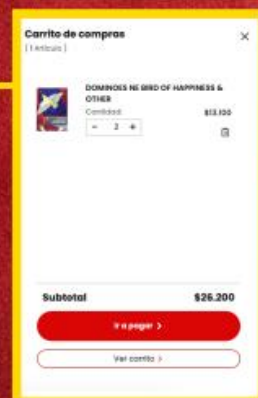 Carrito de compras
[ 1 Artículo ]
DOMINOES NE BIRD OF HAPPINESS &
OTHER
Cantidad:
$13.100
- 2 +
Subtotal
$26.200
Ir a pagar >
Ver carrito >